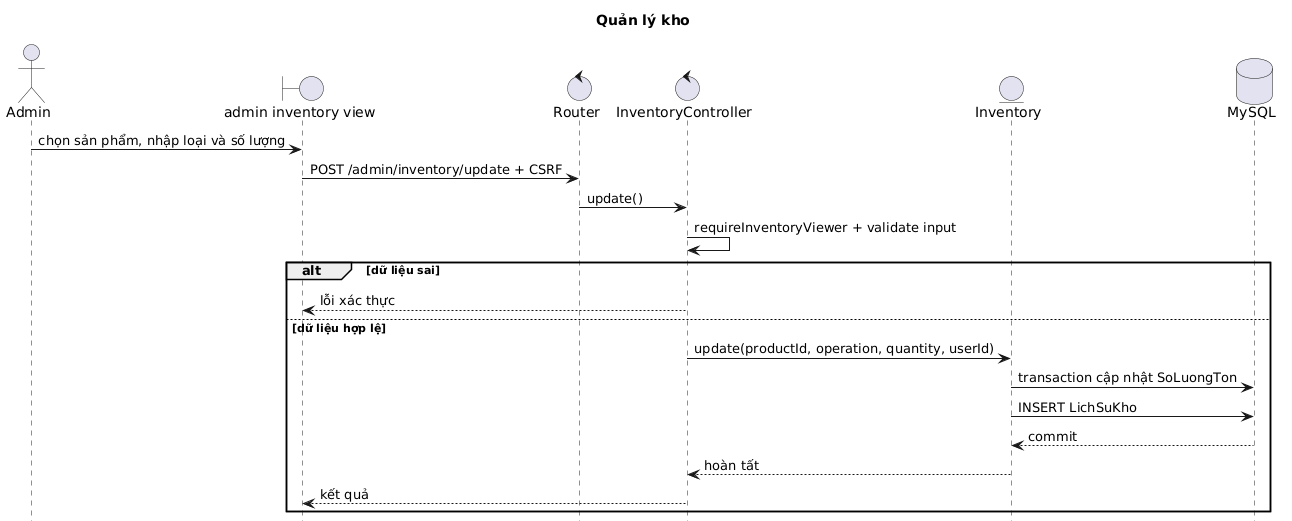 Quản lý kho
Admin
admin inventory view
Router
InventoryController
Inventory
MySQL
chọn sản phẩm, nhập loại và số lượng
POST /admin/inventory/update + CSRF
update()
requireInventoryViewer + validate input
alt [dữ liệu sai]
lỗi xác thực
[dữ liệu hợp lệ]
update(productId, operation, quantity, userId)
transaction cập nhật SoLuongTon
INSERT LichSuKho
commit
hoàn tất
kết quả